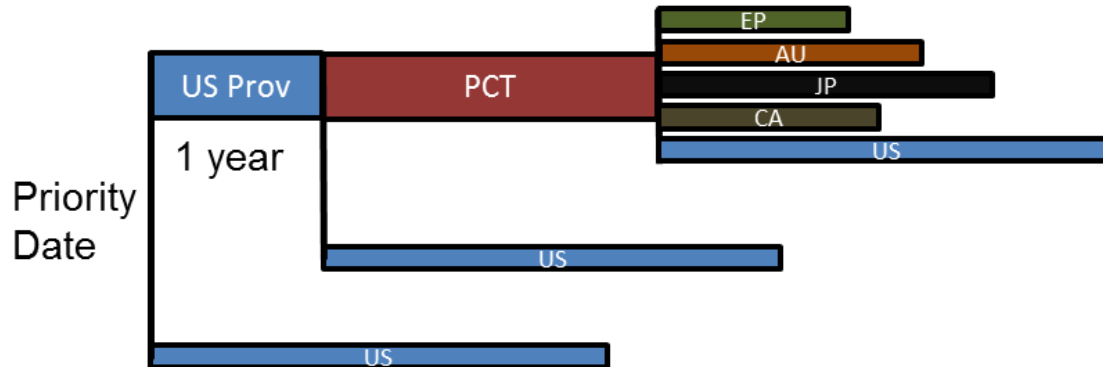 EP
AU
US Prov
PCT
JP
CA
US
1 year
Priority
Date
US
US